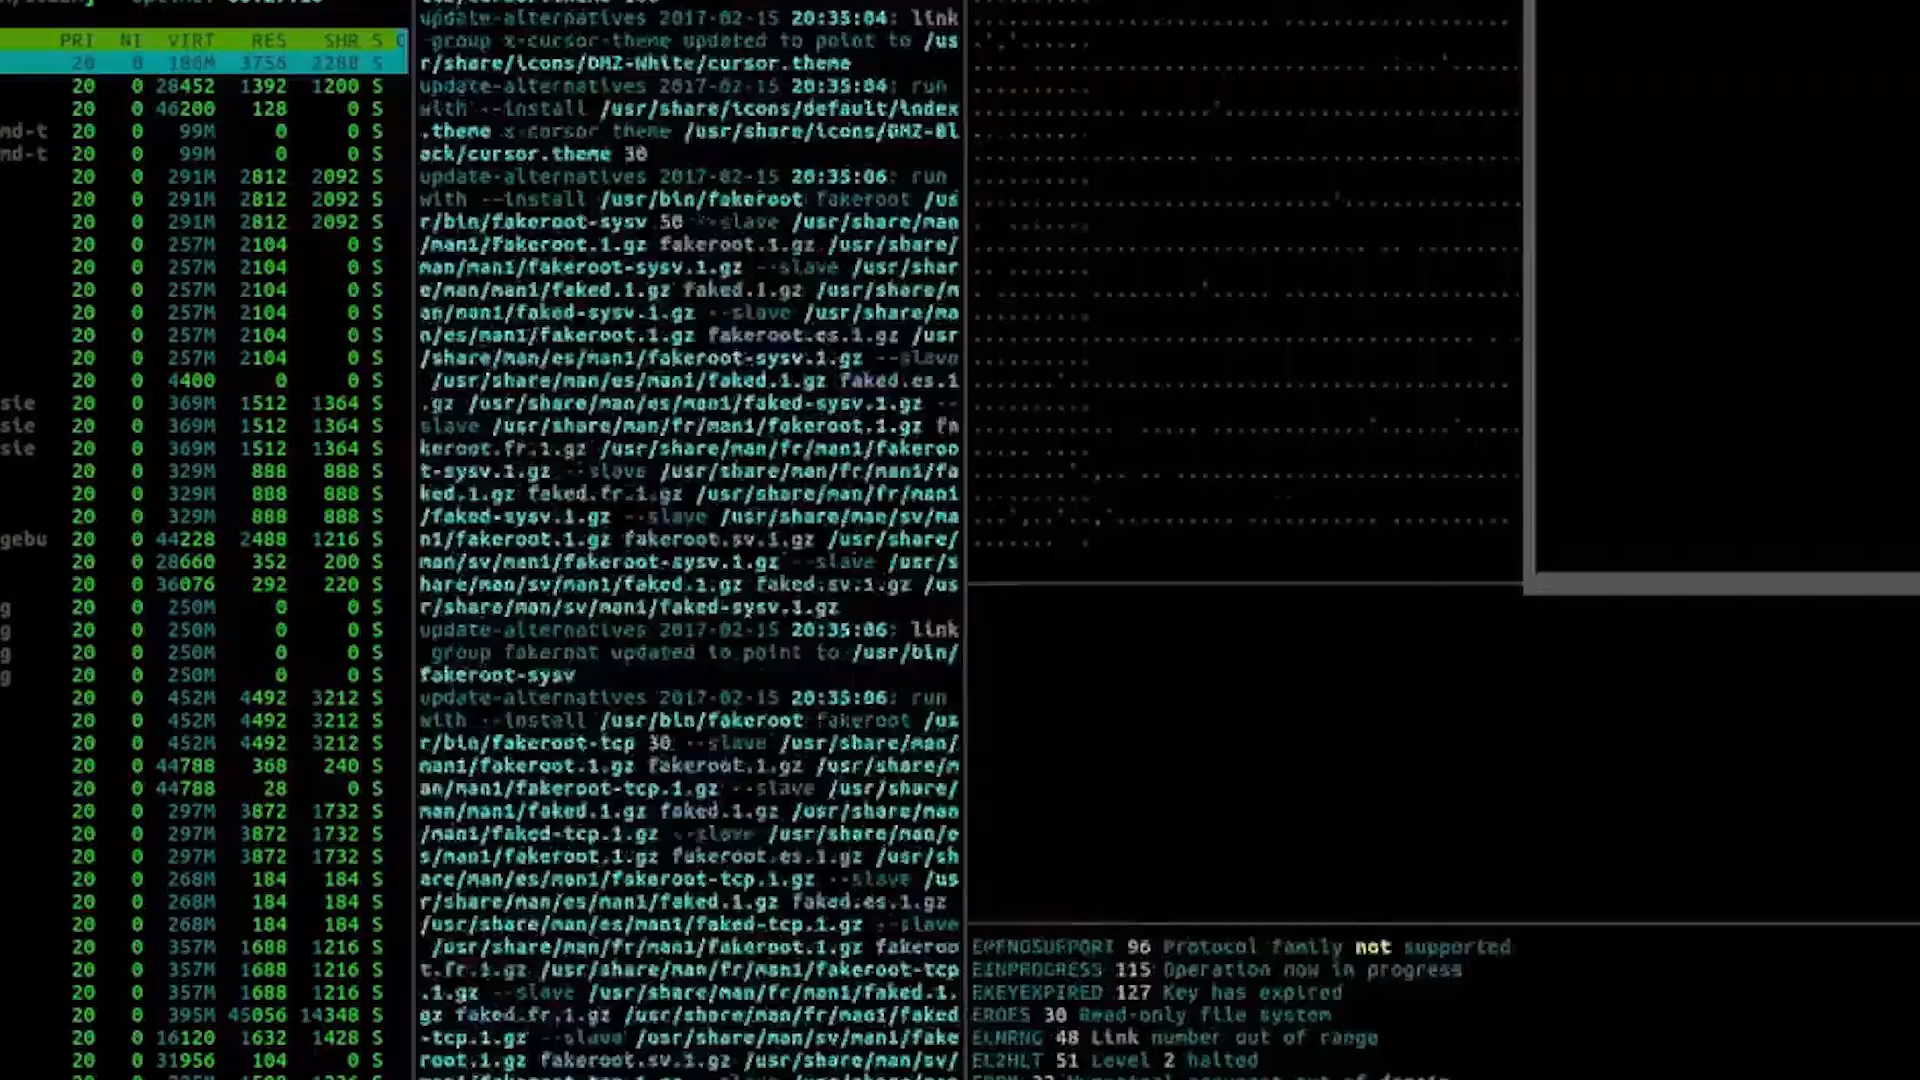 PRI NI VIRT RES SHR S C
20 0 186M 3756 2288 S
20 0 28452 1392 1200 S
20 0 46200 128 0 S
md-t 20 0 99M 0 0 S
md-t 20 0 99M 0 0 S
20 0 291M 2812 2092 S
20 0 291M 2812 2092 S
20 0 291M 2812 2092 S
20 0 257M 2104 0 S
20 0 257M 2104 0 S
20 0 257M 2104 0 S
20 0 257M 2104 0 S
20 0 257M 2104 0 S
20 0 257M 2104 0 S
20 0 4400 0 0 S
sie 20 0 369M 1512 1364 S
sie 20 0 369M 1512 1364 S
sie 20 0 369M 1512 1364 S
20 0 329M 888 888 S
20 0 329M 888 888 S
20 0 329M 888 888 S
gebu 20 0 44228 2488 1216 S
20 0 28660 352 200 S
20 0 36076 292 220 S
g 20 0 250M 0 0 S
g 20 0 250M 0 0 S
g 20 0 250M 0 0 S
g 20 0 250M 0 0 S
20 0 452M 4492 3212 S
20 0 452M 4492 3212 S
20 0 452M 4492 3212 S
20 0 44788 368 240 S
20 0 44788 28 0 S
20 0 297M 3872 1732 S
20 0 297M 3872 1732 S
20 0 297M 3872 1732 S
20 0 268M 184 184 S
20 0 268M 184 184 S
20 0 268M 184 184 S
20 0 357M 1688 1216 S
20 0 357M 1688 1216 S
20 0 357M 1688 1216 S
20 0 395M 45056 14348 S
20 0 16120 1632 1428 S
20 0 31956 104 0 S
update-alternatives 2017-02-15 20:35:04: link
group x-cursor-theme updated to point to /us
r/share/icons/DMZ-White/cursor.theme
update-alternatives 2017-02-15 20:35:04: run
with --install /usr/share/icons/default/index
.theme x-cursor-theme /usr/share/icons/DMZ-Bl
ack/cursor.theme 30
update-alternatives 2017-02-15 20:35:06: run
with --install /usr/bin/fakeroot fakeroot /us
r/bin/fakeroot-sysv 50 --slave /usr/share/man
/man1/fakeroot.1.gz fakeroot.1.gz /usr/share/
man/man1/fakeroot-sysv.1.gz --slave /usr/shar
e/man/man1/faked.1.gz faked.1.gz /usr/share/m
an/man1/faked-sysv.1.gz --slave /usr/share/ma
n/es/man1/fakeroot.1.gz fakeroot.es.1.gz /usr
/share/man/es/man1/fakeroot-sysv.1.gz --slave
/usr/share/man/es/man1/faked.1.gz faked.es.1
.gz /usr/share/man/es/man1/faked-sysv.1.gz --
slave /usr/share/man/fr/man1/fakeroot.1.gz fa
keroot.fr.1.gz /usr/share/man/fr/man1/fakeroo
t-sysv.1.gz --slave /usr/share/man/fr/man1/fa
ked.1.gz faked.fr.1.gz /usr/share/man/fr/man1
/faked-sysv.1.gz --slave /usr/share/man/sv/ma
n1/fakeroot.1.gz fakeroot.sv.1.gz /usr/share/
man/sv/man1/fakeroot-sysv.1.gz --slave /usr/s
hare/man/sv/man1/faked.1.gz faked.sv.1.gz /us
r/share/man/sv/man1/faked-sysv.1.gz
update-alternatives 2017-02-15 20:35:06: link
group fakeroot updated to point to /usr/bin/
fakeroot-sysv
update-alternatives 2017-02-15 20:35:06: run
with --install /usr/bin/fakeroot fakeroot /us
r/bin/fakeroot-tcp 30 --slave /usr/share/man/
man1/fakeroot.1.gz fakeroot.1.gz /usr/share/m
an/man1/fakeroot-tcp.1.gz --slave /usr/share/
man/man1/faked.1.gz faked.1.gz /usr/share/man
/man1/faked-tcp.1.gz --slave /usr/share/man/e
s/man1/fakeroot.1.gz fakeroot.es.1.gz /usr/sh
are/man/es/man1/fakeroot-tcp.1.gz --slave /us
r/share/man/es/man1/faked.1.gz faked.es.1.gz
/usr/share/man/es/man1/faked-tcp.1.gz --slave
/usr/share/man/fr/man1/fakeroot.1.gz fakeroo
t.fr.1.gz /usr/share/man/fr/man1/fakeroot-tcp
.1.gz --slave /usr/share/man/fr/man1/faked.1.
gz faked.fr.1.gz /usr/share/man/fr/man1/faked
-tcp.1.gz --slave /usr/share/man/sv/man1/fake
root.1.gz fakeroot.sv.1.gz /usr/share/man/sv/
EPFNOSUPPORT 96 Protocol family not supported
EINPROGRESS 115 Operation now in progress
EKEYEXPIRED 127 Key has expired
EROFS 30 Read-only file system
ELNRNG 48 Link number out of range
EL2HLT 51 Level 2 halted